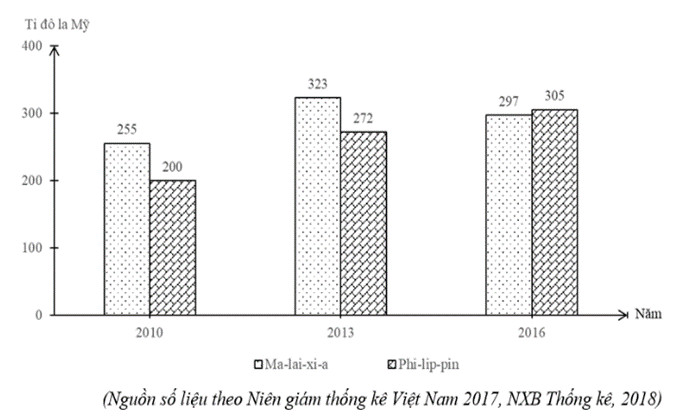 Tỉ đô la Mỹ
400
323
297
305
300
272
255
200
200
100
0
Năm
2010
2013
2016
Ma-lai-xi-a
Phi-lip-pin
(Nguồn số liệu theo Niên giám thống kê Việt Nam 2017, NXB Thống kê, 2018)